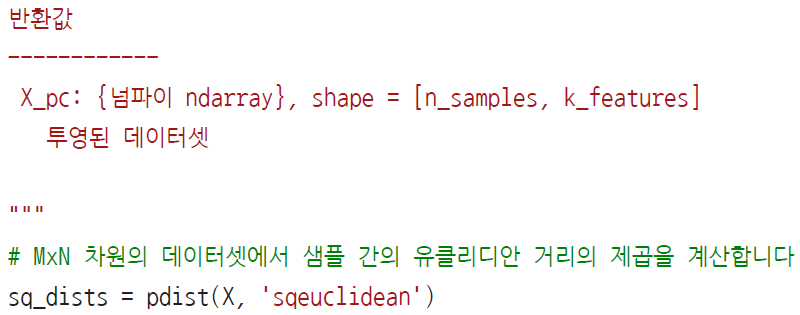 반환값
------------
X_pc: {넘파이 ndarray}, shape = [n_samples, k_features]
투영된 데이터셋
"""
# MxN 차원의 데이터셋에서 샘플 간의 유클리디안 거리의 제곱을 계산합니다
sq_dists = pdist(X, 'sqeuclidean')